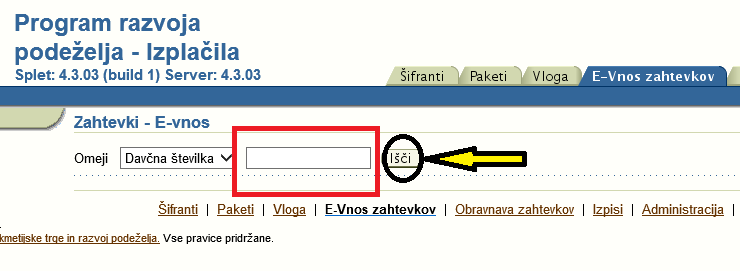 Program razvoja
podeželja - Izplačila
Splet: 4.3.03 (build 1) Server: 4.3.03
Šifranti Paketi Vloga E-Vnos zahtevkov
Zahtevki - E-vnos
Omeji Davčna številka Išči
Šifranti | Paketi | Vloga | E-Vnos zahtevkov | Obravnava zahtevkov | Izpisi | Administracija |
kmetijske trge in razvoj podeželja. Vse pravice pridržane.